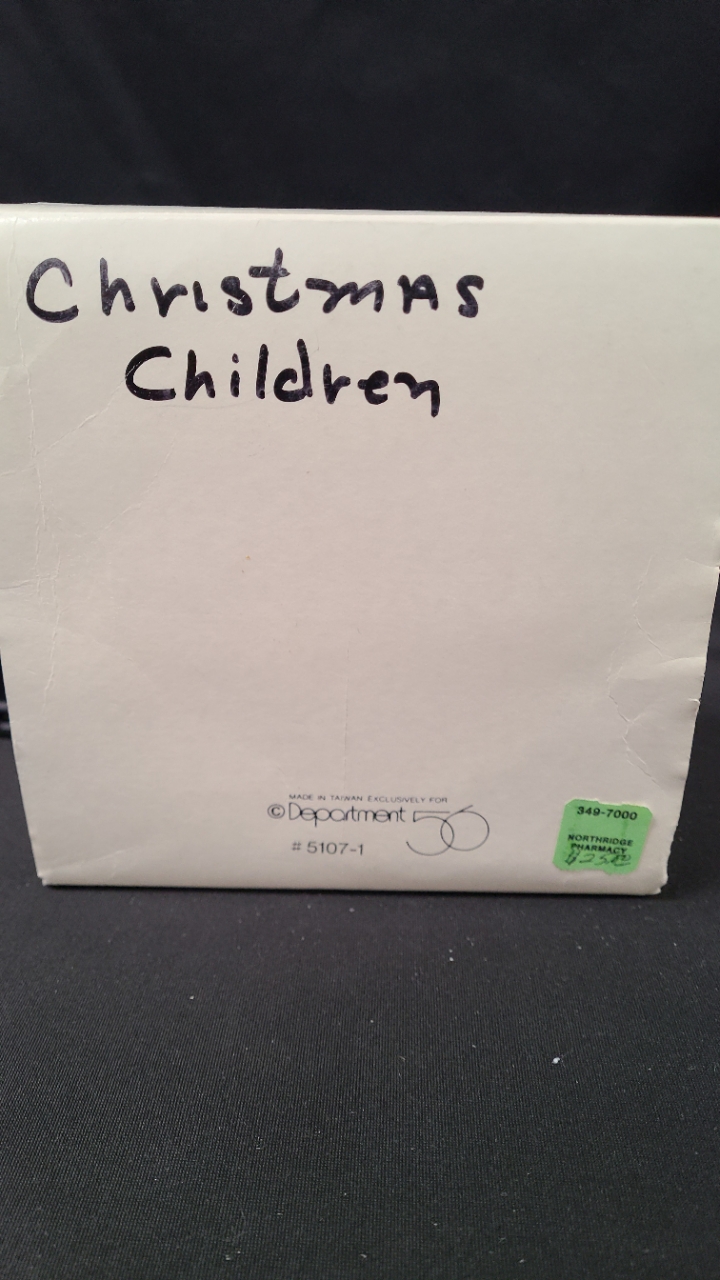 ChristmAs
Children
MADE IN TAIWAN EXCLUSIVELY FOR
© Department 56
# 5107-1
349-7000
NORTHRIDGE
PHARMACY